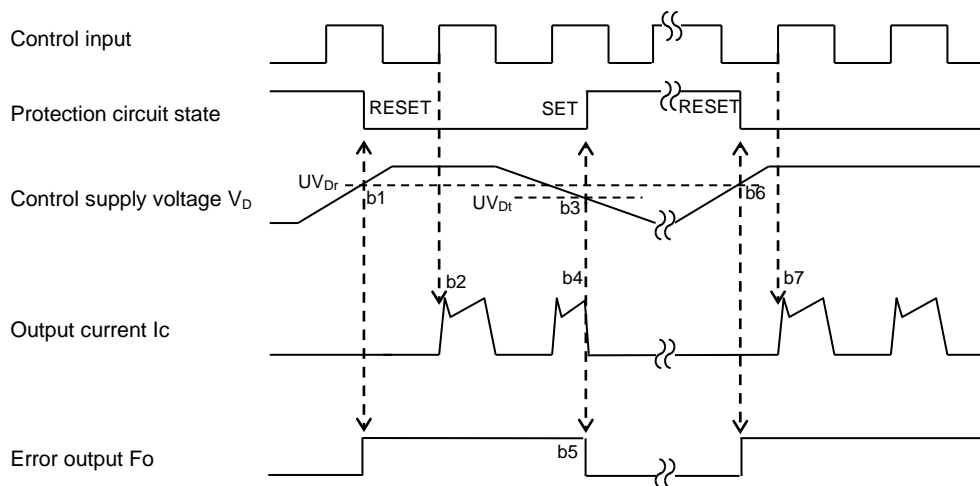 Control input
Protection circuit state
RESET
SET
RESET
Control supply voltage VD
UVDr
b1
UVDt
b3
b6
b2
b4
b7
Output current Ic
Error output Fo
b5